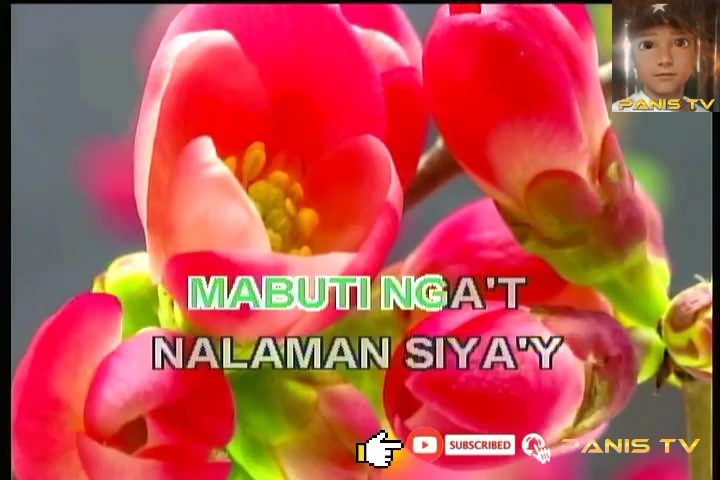 PANIS TV
MABUTI NGA'T
NALAMAN SIYA'Y
SUBSCRIBED
PANIS TV